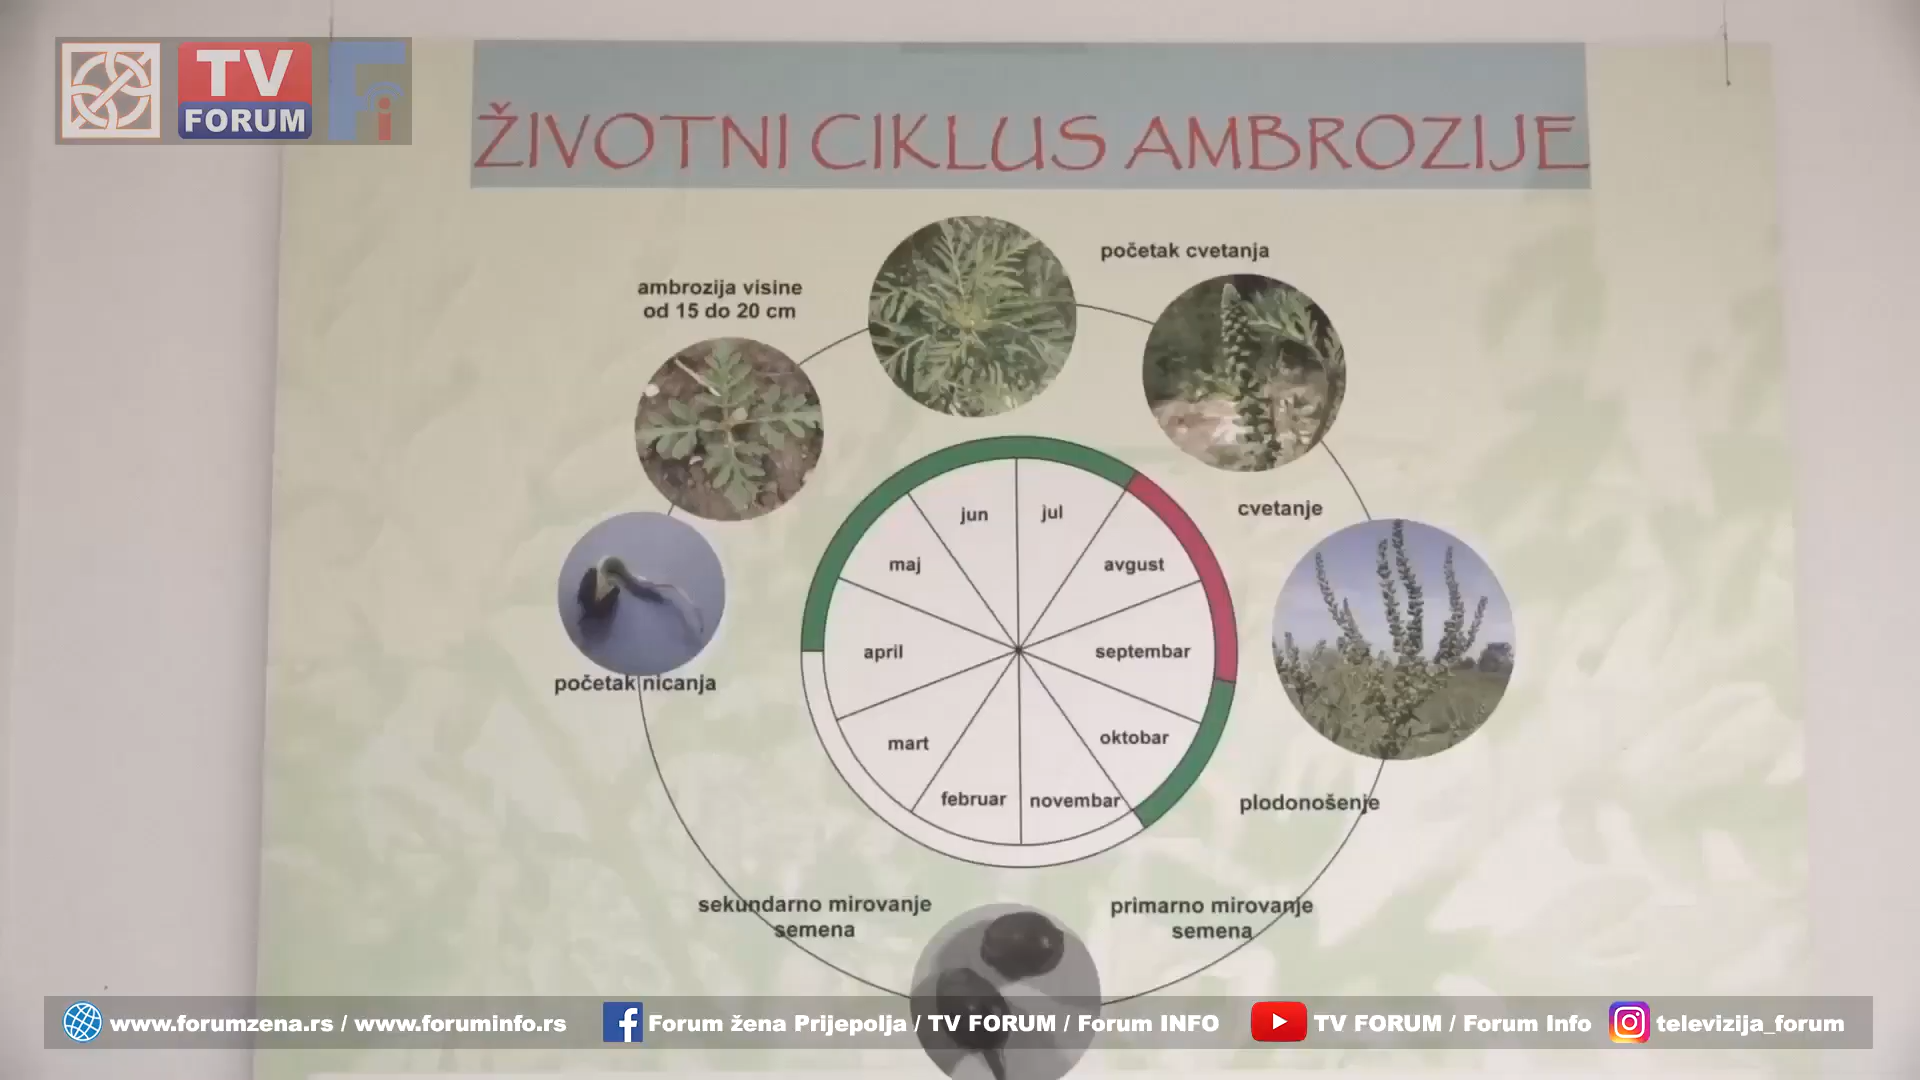 TV
FORUM
Fi
ŽIVOTNI CIKLUS AMBROZIJE
početak cvetanja
ambrozija visine
od 15 do 20 cm
cvetanje
jun
jul
maj
avgust
april
septembar
početak nicanja
mart
oktobar
februar
novembar
plodonošenje
sekundarno mirovanje
semena
primarno mirovanje
semena
www.forumzena.rs / www.foruminfo.rs
Forum žena Prijepolja / TV FORUM / Forum INFO
TV FORUM / Forum Info
televizija_forum